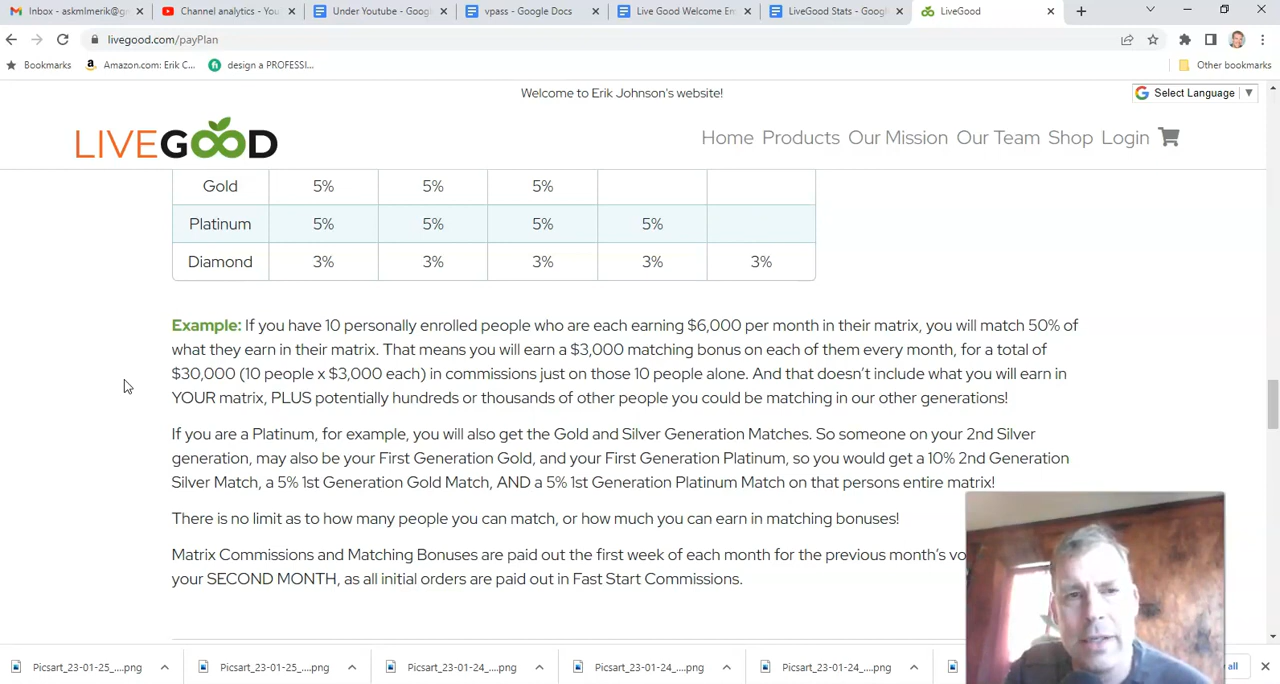 Inbox - askmlmerik@g
Channel analytics - You
Under Youtube - Goog
vpass - Google Docs
Live Good Welcome Em
LiveGood Stats - Goog
LiveGood
livegood.com/payPlan
Bookmarks
Amazon.com: Erik C...
design a PROFESSI...
Other bookmarks
Welcome to Erik Johnson's website!
Select Language
LIVEGOOD
Home Products Our Mission Our Team Shop Login
Gold 5% 5% 5%
Platinum 5% 5% 5% 5%
Diamond 3% 3% 3% 3% 3%
Example: If you have 10 personally enrolled people who are each earning $6,000 per month in their matrix, you will match 50% of
what they earn in their matrix. That means you will earn a $3,000 matching bonus on each of them every month, for a total of
$30,000 (10 people x $3,000 each) in commissions just on those 10 people alone. And that doesn't include what you will earn in
YOUR matrix, PLUS potentially hundreds or thousands of other people you could be matching in our other generations!
If you are a Platinum, for example, you will also get the Gold and Silver Generation Matches. So someone on your 2nd Silver
generation, may also be your First Generation Gold, and your First Generation Platinum, so you would get a 10% 2nd Generation
Silver Match, a 5% 1st Generation Gold Match, AND a 5% 1st Generation Platinum Match on that persons entire matrix!
There is no limit as to how many people you can match, or how much you can earn in matching bonuses!
Matrix Commissions and Matching Bonuses are paid out the first week of each month for the previous month's vo
your SECOND MONTH, as all initial orders are paid out in Fast Start Commissions.
Picsart_23-01-25_....png
Picsart_23-01-25_....png
Picsart_23-01-24_....png
Picsart_23-01-24_....png
Picsart_23-01-24_....png
all